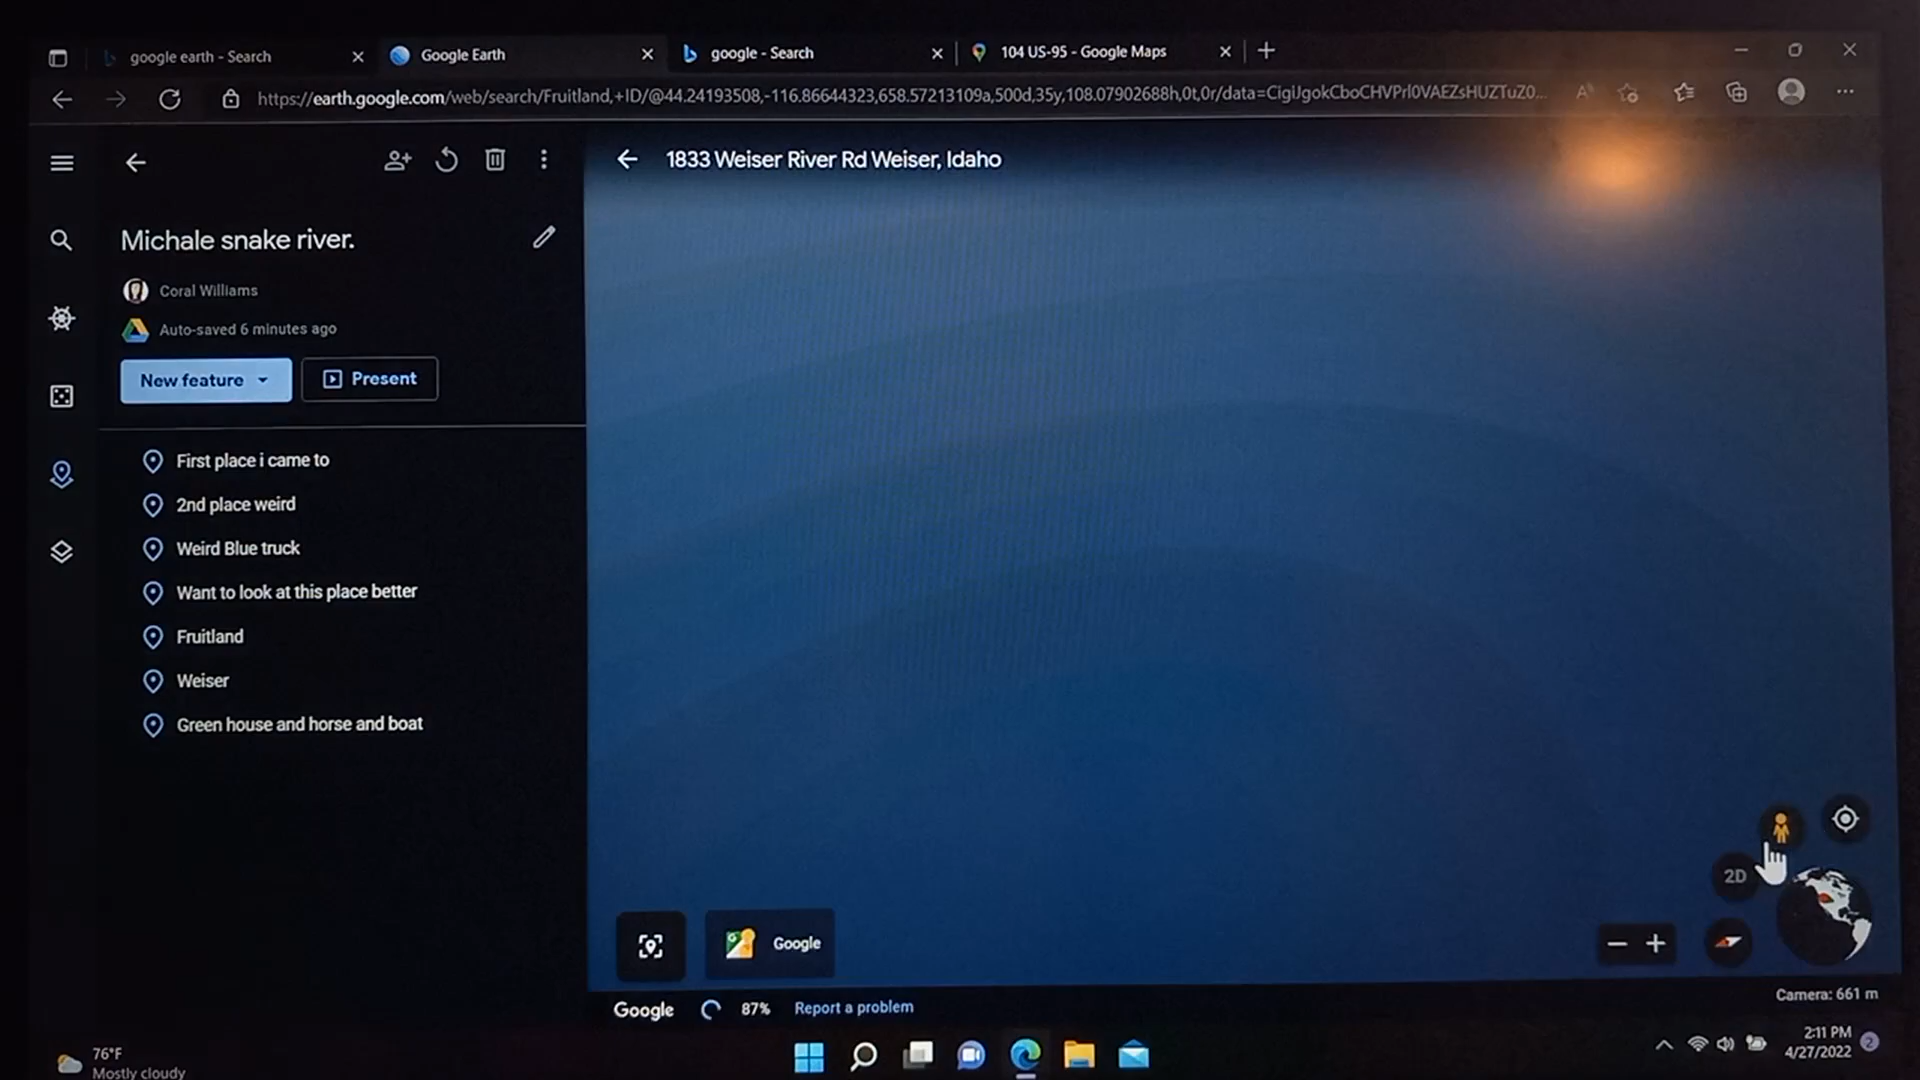 google earth - Search
Google Earth
google - Search
104 US-95 - Google Maps
https://earth.google.com/web/search/Fruitland,+ID/@44.24193508,-116.86644323,658.57213109a,500d,35y,108.07902688h,0t,0r/data=CigiJgokCboCHVPrl0VAEZsHUZTuZ0...
1833 Weiser River Rd Weiser, Idaho
Michale snake river.
Coral Williams
Auto-saved 6 minutes ago
New feature
Present
First place i came to
2nd place weird
Weird Blue truck
Want to look at this place better
Fruitland
Weiser
Green house and horse and boat
2D
Google
Google
87%
Report a problem
Camera: 661 m
76°F
Mostly cloudy
2:11 PM
4/27/2022
2